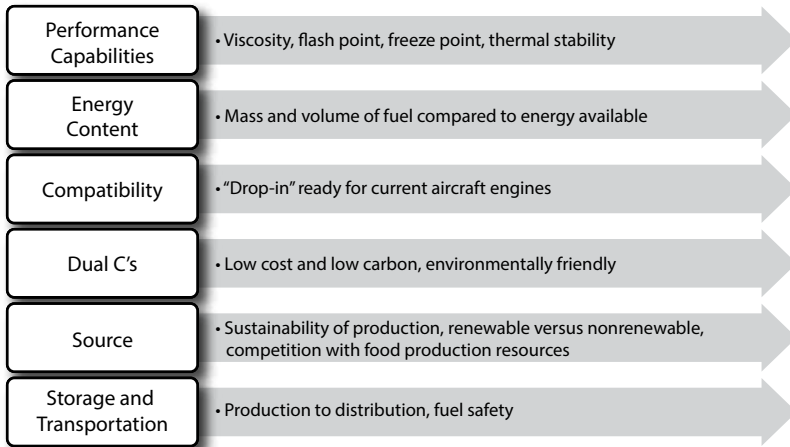 Performance
Capabilities
• Viscosity, flash point, freeze point, thermal stability
Energy
Content
• Mass and volume of fuel compared to energy available
Compatibility
• “Drop-in” ready for current aircraft engines
Dual C’s
• Low cost and low carbon, environmentally friendly
Source
• Sustainability of production, renewable versus nonrenewable,
competition with food production resources
Storage and
Transportation
• Production to distribution, fuel safety